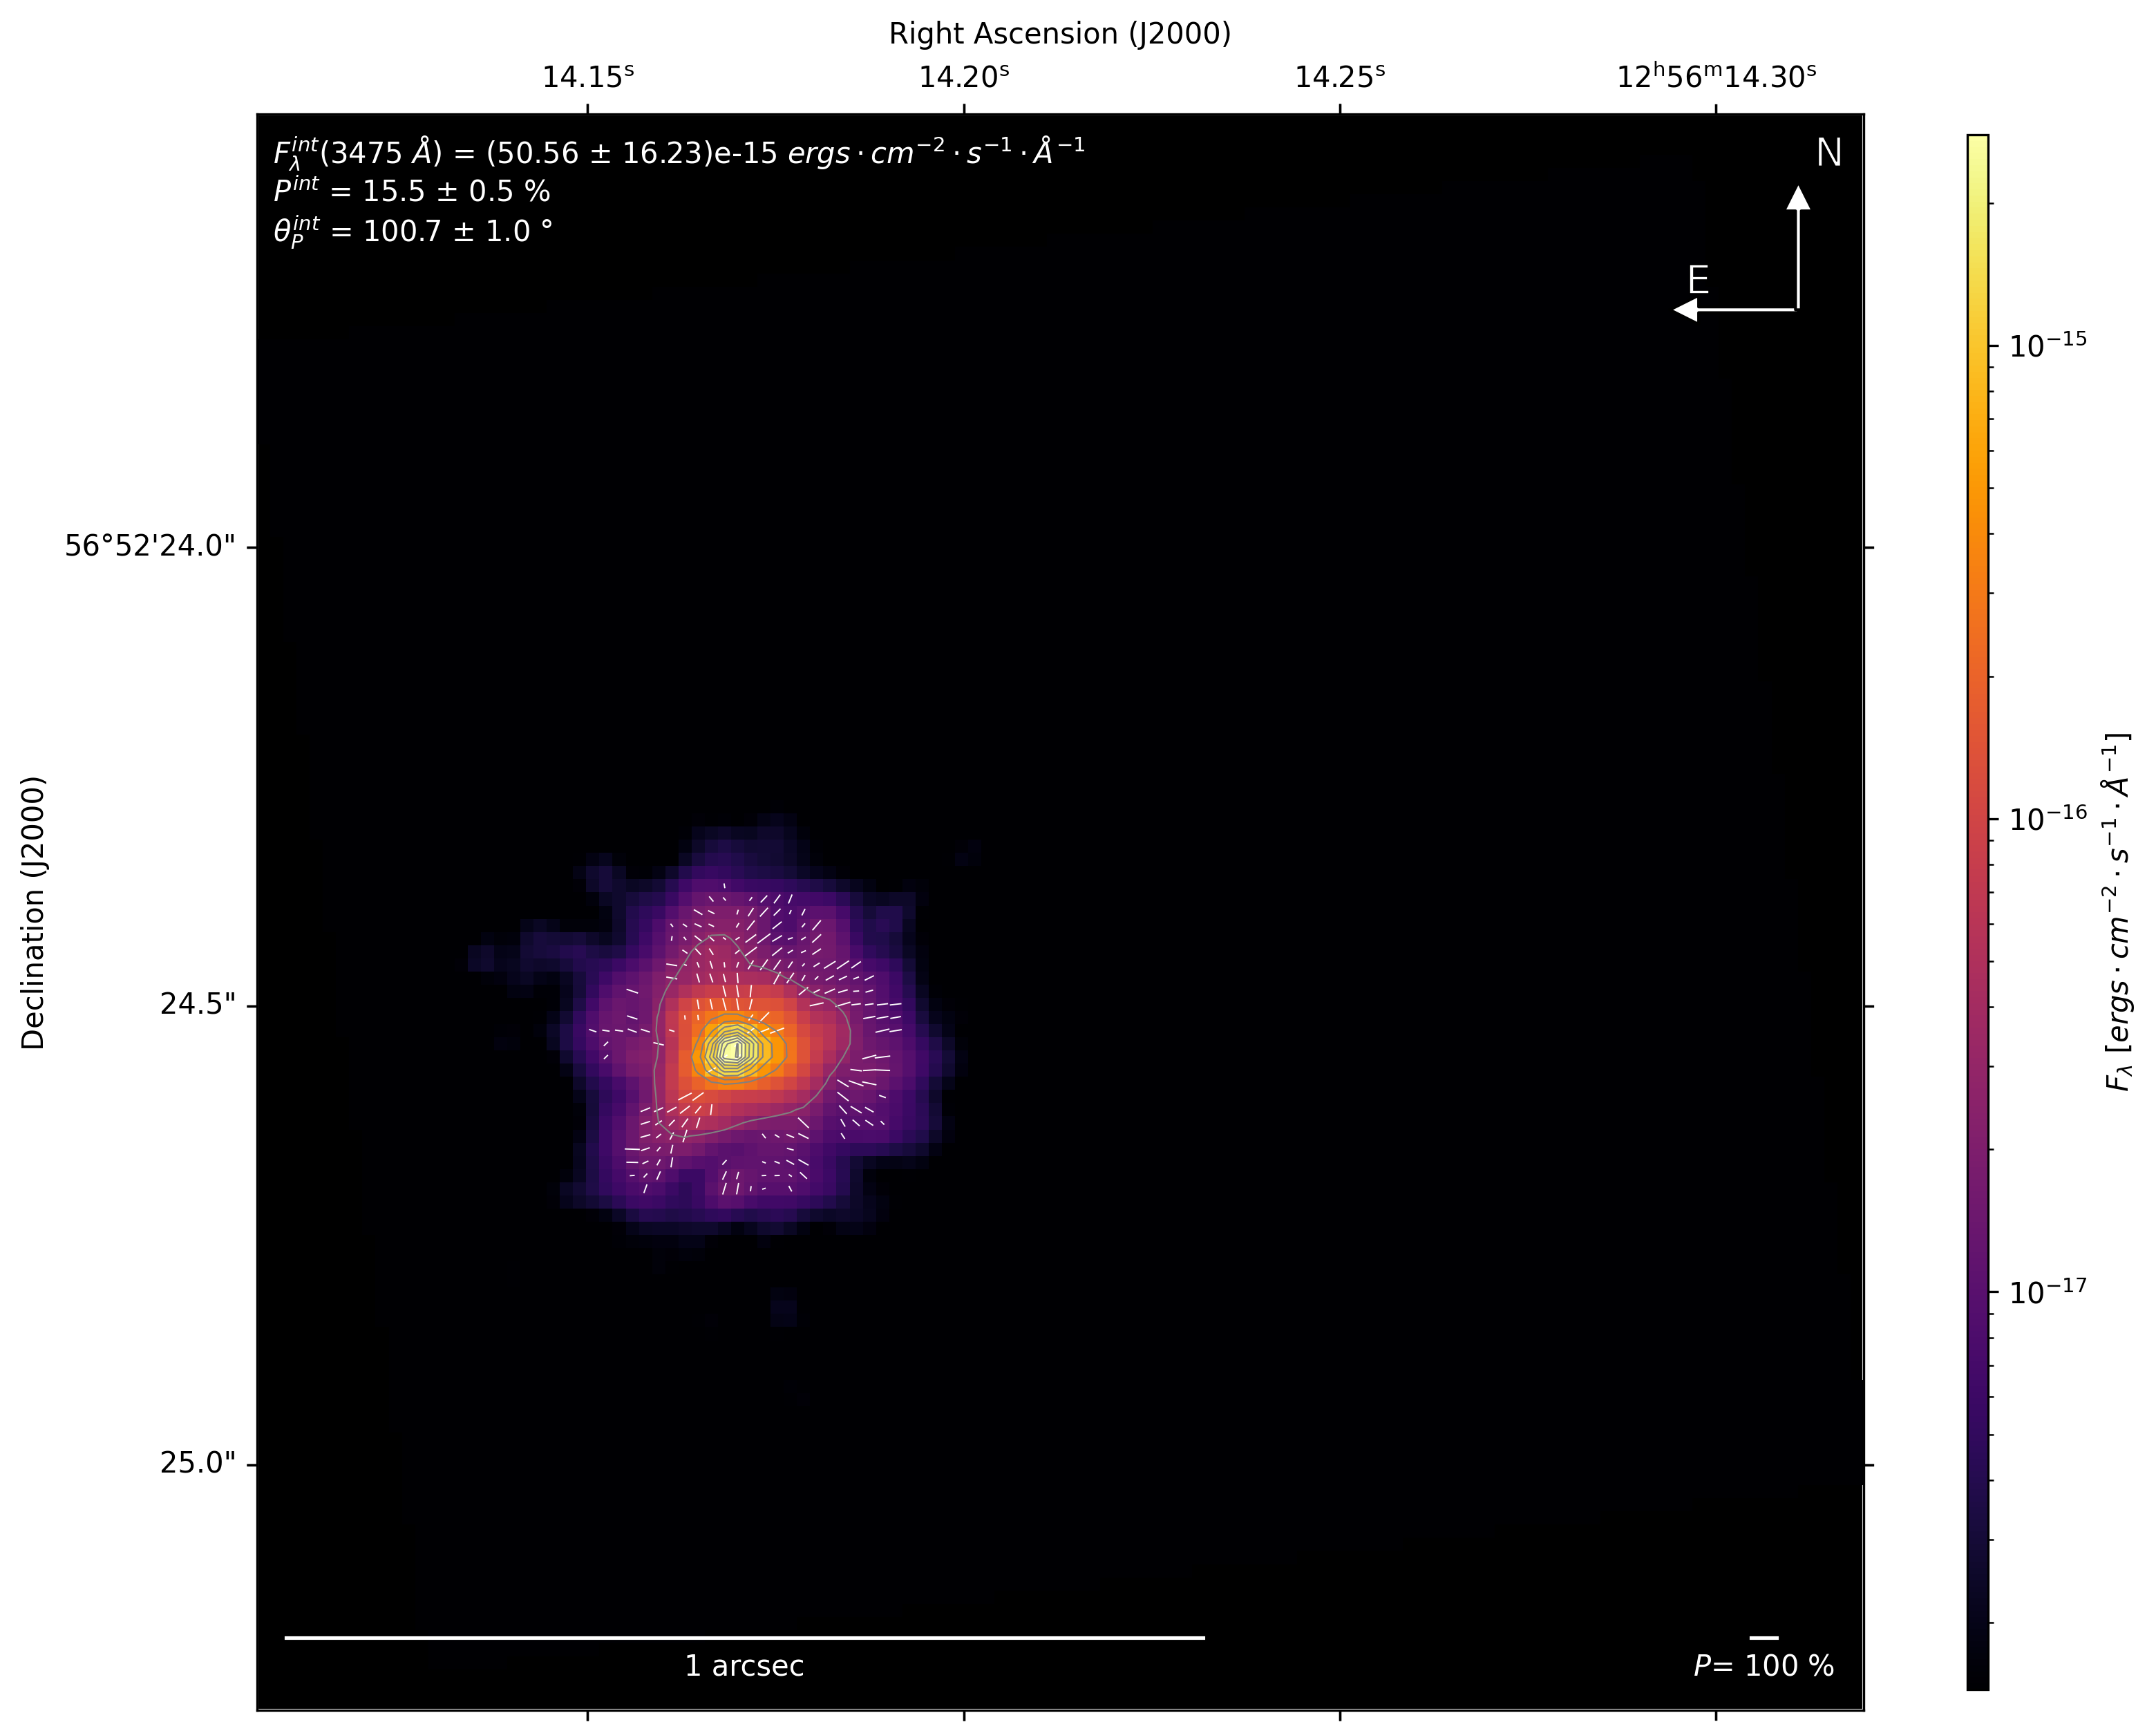 Right Ascension (J2000)
14.15ˢ 14.20ˢ 14.25ˢ 12ʰ56ᵐ14.30ˢ
F_λ^int(3475 Å) = (50.56 ± 16.23)e-15 ergs · cm⁻² · s⁻¹ · Å⁻¹
P^int = 15.5 ± 0.5 %
θ_P^int = 100.7 ± 1.0 °
N
E
56°52'24.0"
24.5"
25.0"
Declination (J2000)
1 arcsec
P= 100 %
10⁻¹⁵
10⁻¹⁶
10⁻¹⁷
F_λ [ergs · cm⁻² · s⁻¹ · Å⁻¹]